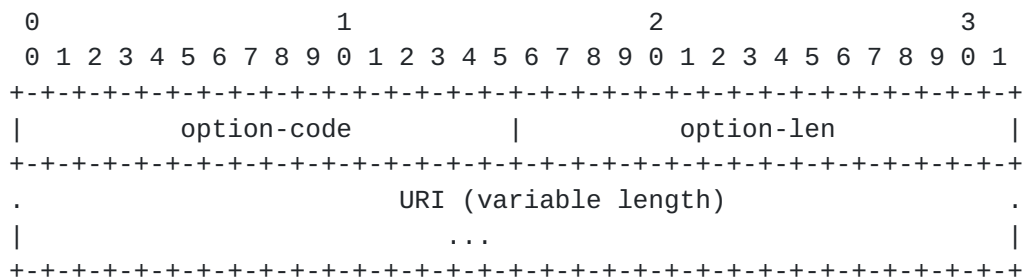 0                   1                   2                   3
 0 1 2 3 4 5 6 7 8 9 0 1 2 3 4 5 6 7 8 9 0 1 2 3 4 5 6 7 8 9 0 1
+-+-+-+-+-+-+-+-+-+-+-+-+-+-+-+-+-+-+-+-+-+-+-+-+-+-+-+-+-+-+-+-+
|          option-code          |          option-len           |
+-+-+-+-+-+-+-+-+-+-+-+-+-+-+-+-+-+-+-+-+-+-+-+-+-+-+-+-+-+-+-+-+
.                        URI (variable length)                  .
|                           ...                                 |
+-+-+-+-+-+-+-+-+-+-+-+-+-+-+-+-+-+-+-+-+-+-+-+-+-+-+-+-+-+-+-+-+